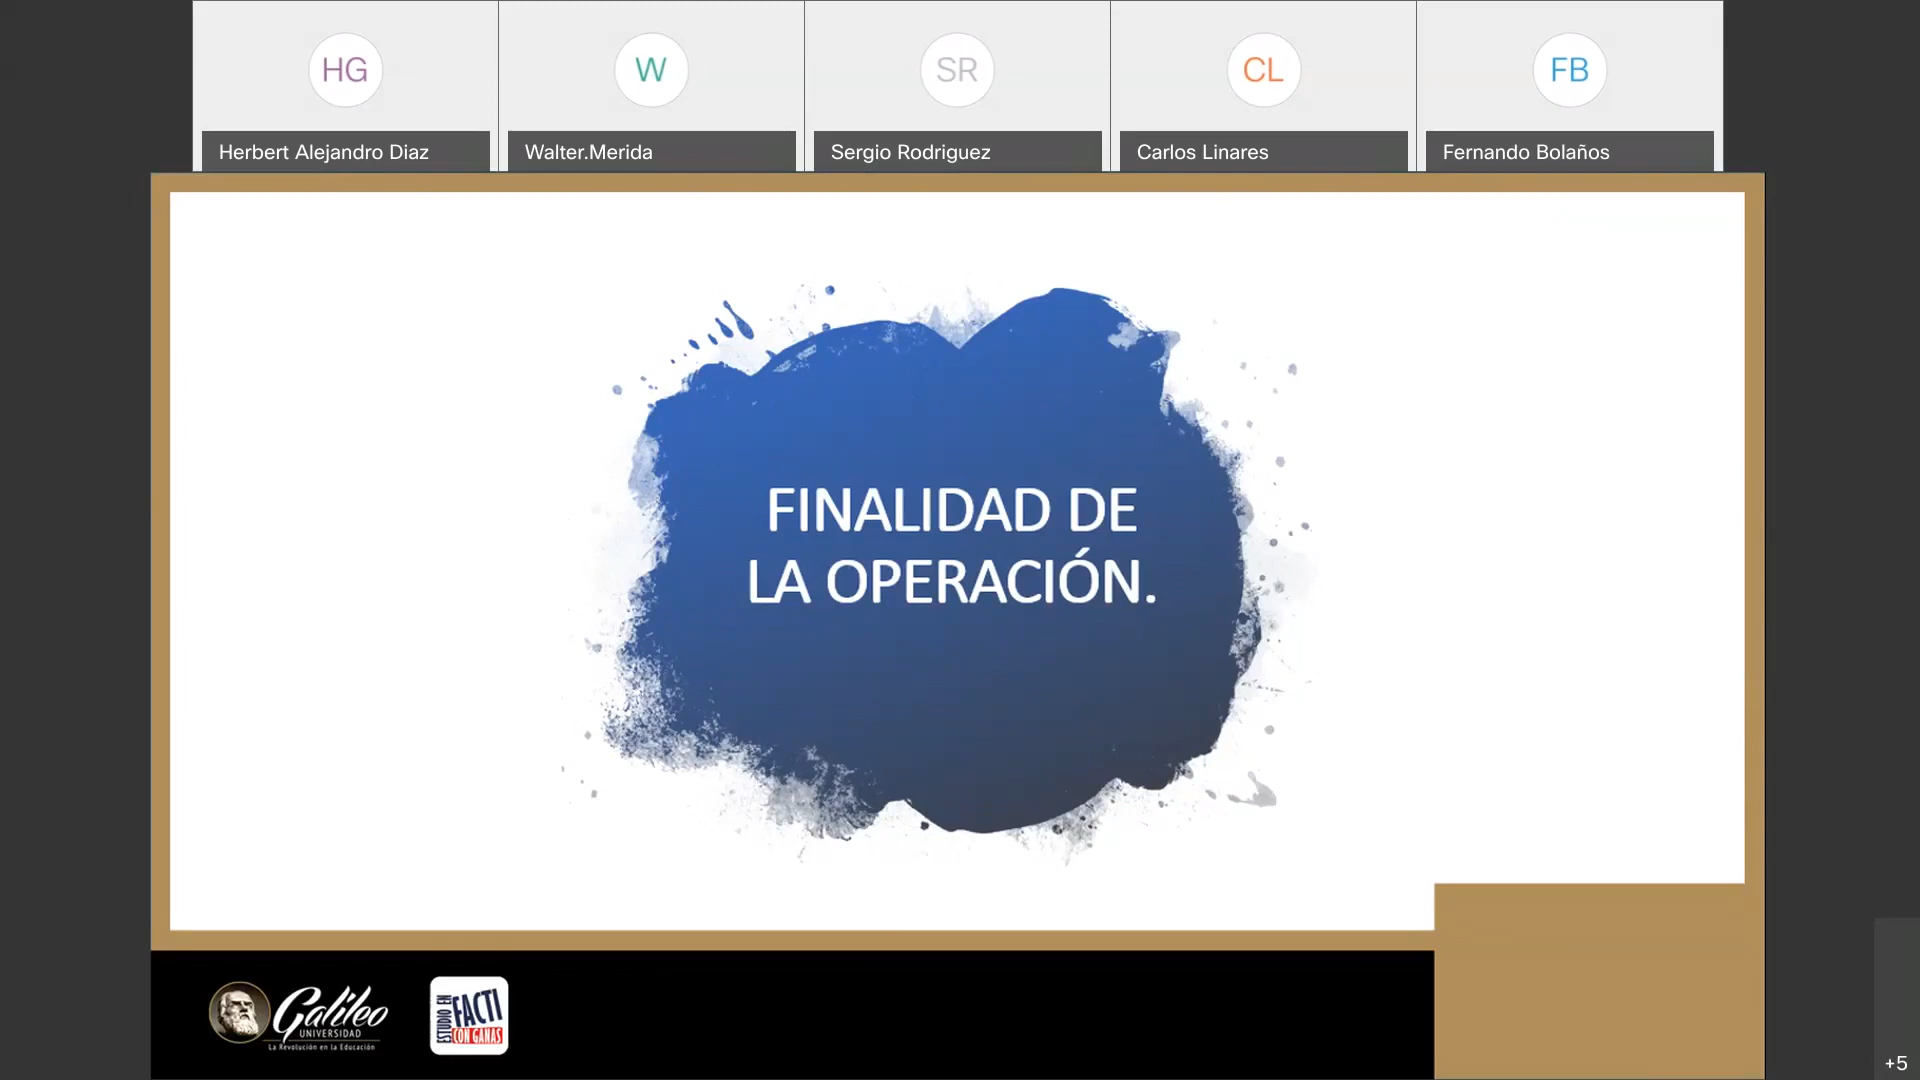 HG
W
SR
CL
FB
Herbert Alejandro Diaz
Walter.Merida
Sergio Rodriguez
Carlos Linares
Fernando Bolaños
FINALIDAD DE
LA OPERACIÓN.
Galileo
UNIVERSIDAD
La Revolución en la Educación
ESTUDIO EN
FACTI
CON GANAS
+5